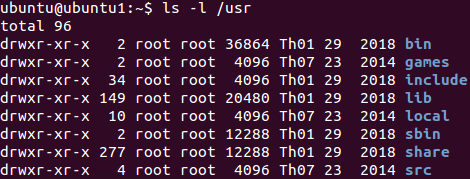 ubuntu@ubuntu1:~$ ls -l /usr
total 96
drwxr-xr-x   2 root root 36864 Th01 29  2018 bin
drwxr-xr-x   2 root root  4096 Th07 23  2014 games
drwxr-xr-x  34 root root  4096 Th01 29  2018 include
drwxr-xr-x 149 root root 20480 Th01 29  2018 lib
drwxr-xr-x  10 root root  4096 Th07 23  2014 local
drwxr-xr-x   2 root root 12288 Th01 29  2018 sbin
drwxr-xr-x 277 root root 12288 Th01 29  2018 share
drwxr-xr-x   4 root root  4096 Th07 23  2014 src